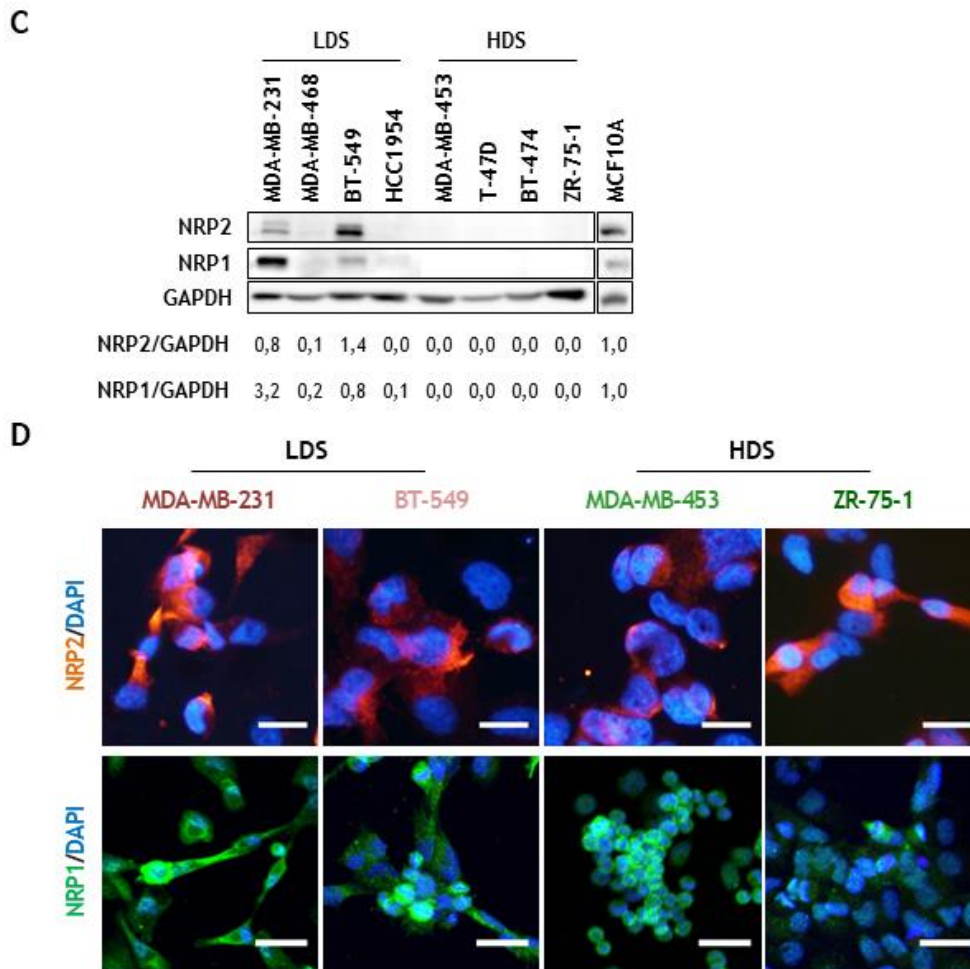 C
LDS HDS
MDA-MB-231 MDA-MB-468 BT-549 HCC1954 MDA-MB-453 T-47D BT-474 ZR-75-1 MCF10A
NRP2
NRP1
GAPDH
NRP2/GAPDH 0,8 0,1 1,4 0,0 0,0 0,0 0,0 0,0 1,0
NRP1/GAPDH 3,2 0,2 0,8 0,1 0,0 0,0 0,0 0,0 1,0
D
LDS HDS
MDA-MB-231 BT-549 MDA-MB-453 ZR-75-1
NRP2/DAPI
NRP1/DAPI